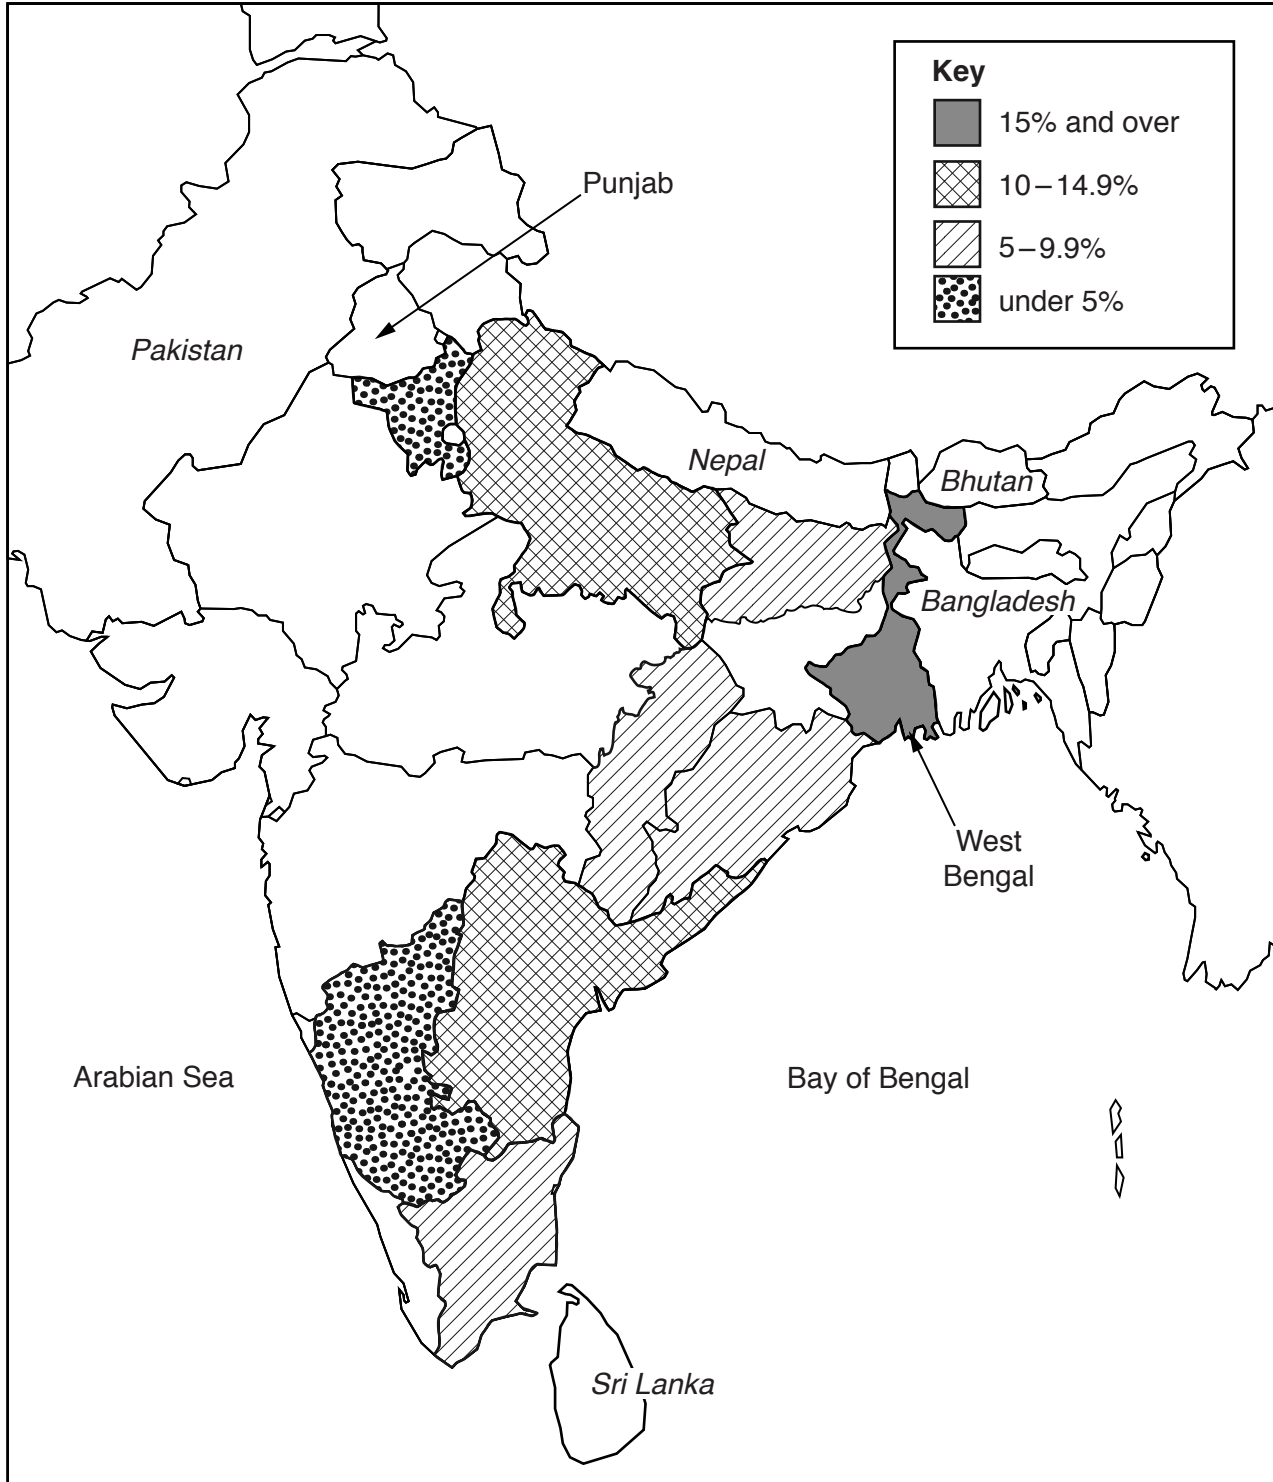 Key
15% and over
10–14.9%
5–9.9%
under 5%
Punjab
Pakistan
Nepal
Bhutan
Bangladesh
West
Bengal
Arabian Sea
Bay of Bengal
Sri Lanka